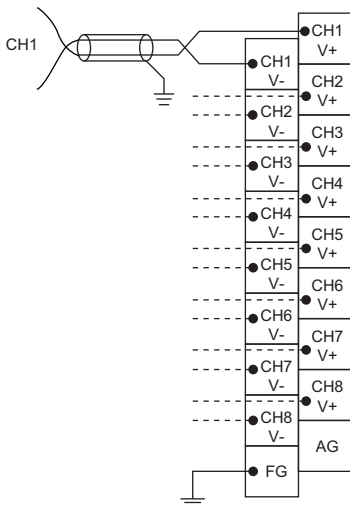 CH1
CH1
V+
CH1
V-
CH2
V+
CH2
V-
CH3
V+
CH3
V-
CH4
V+
CH4
V-
CH5
V+
CH5
V-
CH6
V+
CH6
V-
CH7
V+
CH7
V-
CH8
V+
CH8
V-
AG
FG